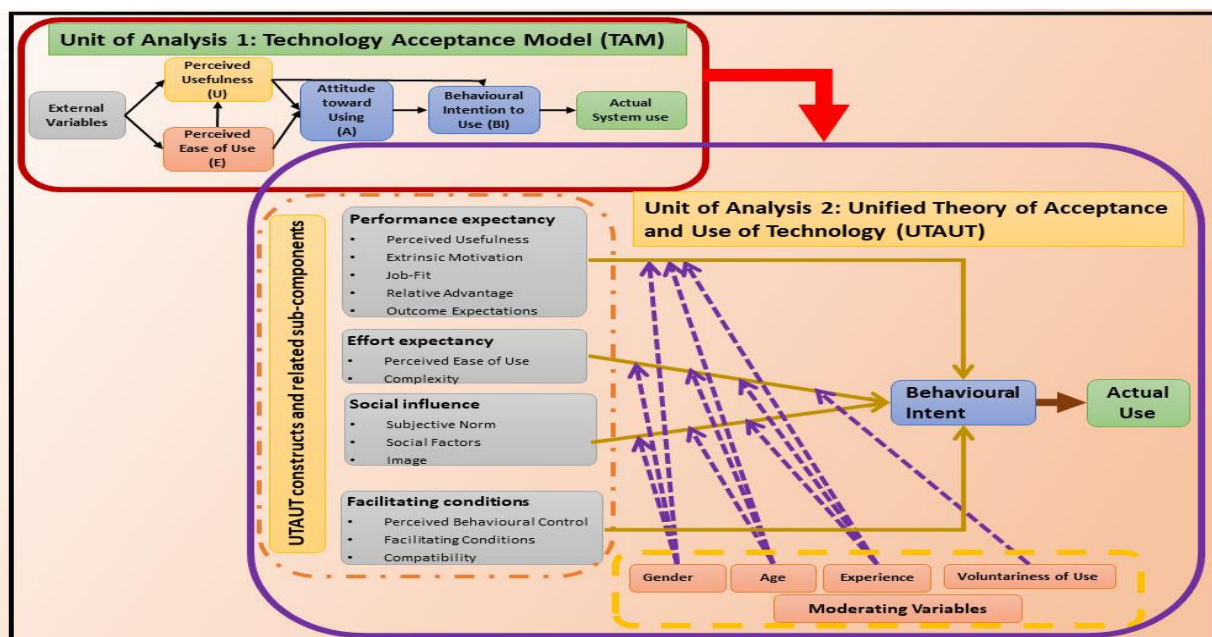 Unit of Analysis 1: Technology Acceptance Model (TAM)
External
Variables
Perceived
Usefulness
(U)
Perceived
Ease of Use
(E)
Attitude
toward
Using
(A)
Behavioural
Intention to
Use (BI)
Actual
System use
Unit of Analysis 2: Unified Theory of Acceptance
and Use of Technology (UTAUT)
UTAUT constructs and related sub-components
Performance expectancy
• Perceived Usefulness
• Extrinsic Motivation
• Job-Fit
• Relative Advantage
• Outcome Expectations
Effort expectancy
• Perceived Ease of Use
• Complexity
Social influence
• Subjective Norm
• Social Factors
• Image
Facilitating conditions
• Perceived Behavioural Control
• Facilitating Conditions
• Compatibility
Behavioural
Intent
Actual
Use
Gender
Age
Experience
Voluntariness of Use
Moderating Variables